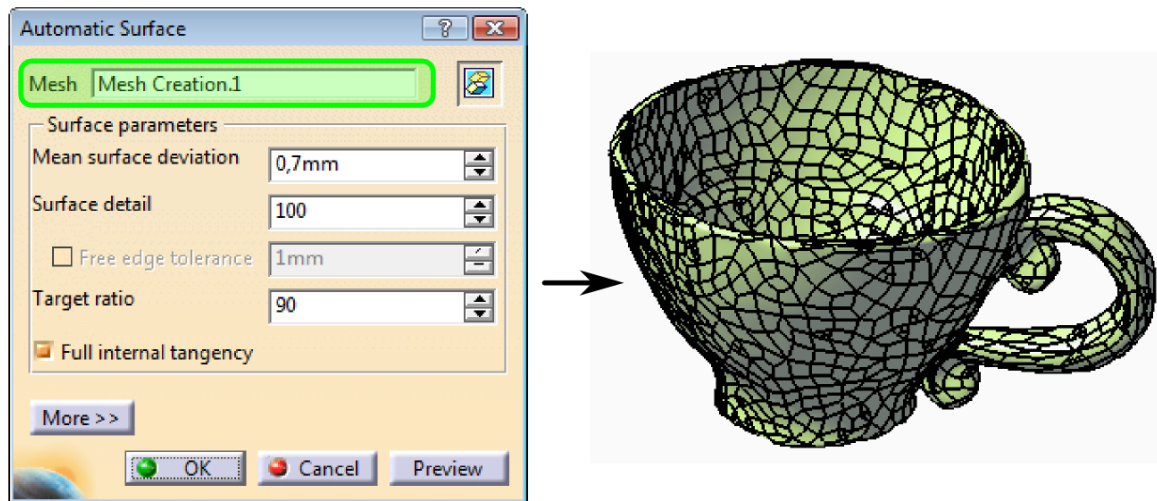 Automatic Surface
Mesh Mesh Creation.1
Surface parameters
Mean surface deviation 0,7mm
Surface detail 100
Free edge tolerance 1mm
Target ratio 90
Full internal tangency
More >>
OK Cancel Preview